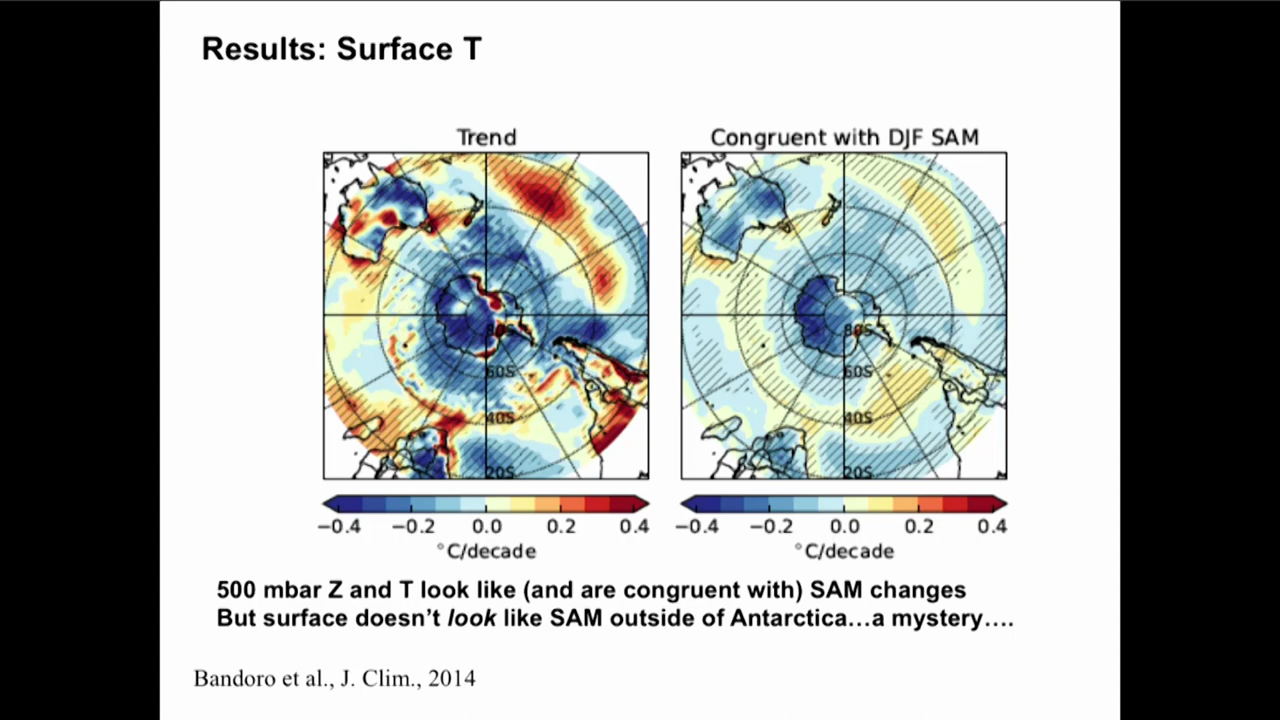 Results: Surface T
Trend
Congruent with DJF SAM
80S
60S
40S
20S
80S
60S
40S
20S
−0.4 −0.2 0.0 0.2 0.4
°C/decade
−0.4 −0.2 0.0 0.2 0.4
°C/decade
500 mbar Z and T look like (and are congruent with) SAM changes
But surface doesn't look like SAM outside of Antarctica…a mystery….
Bandoro et al., J. Clim., 2014